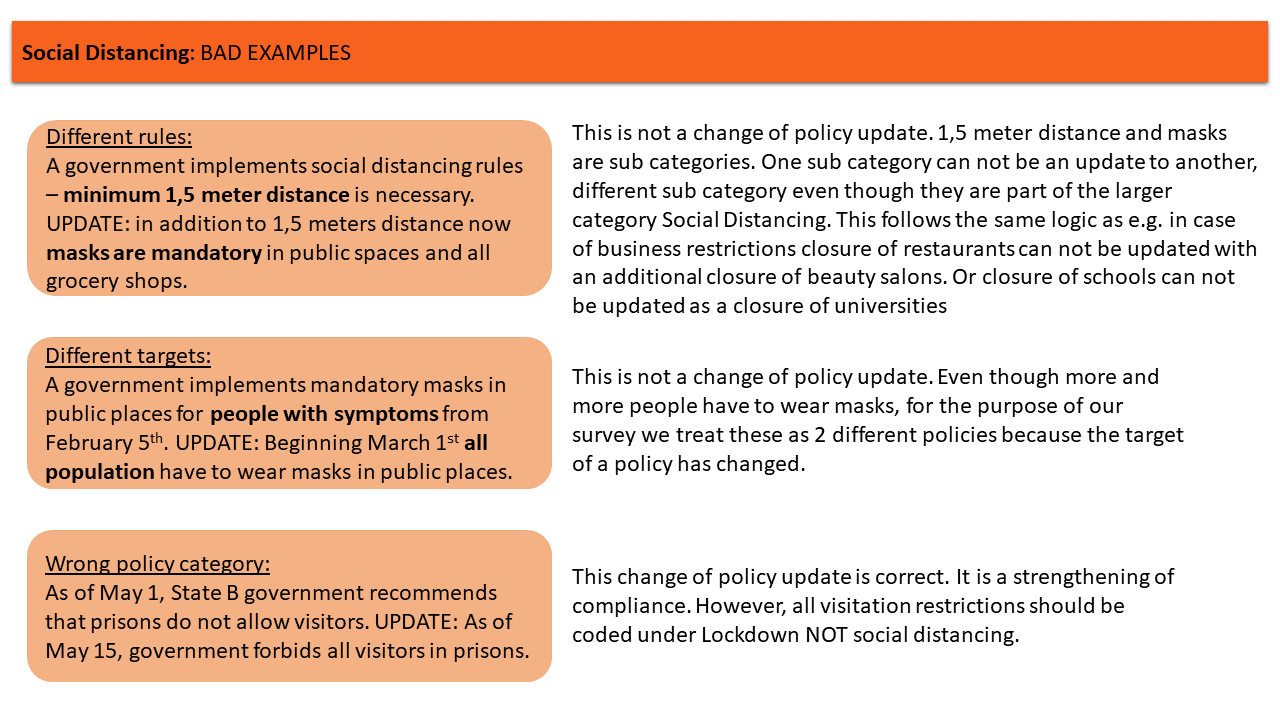 Social Distancing: BAD EXAMPLES
Different rules:
A government implements social distancing rules
– minimum 1,5 meter distance is necessary.
UPDATE: in addition to 1,5 meters distance now
masks are mandatory in public spaces and all
grocery shops.
This is not a change of policy update. 1,5 meter distance and masks
are sub categories. One sub category can not be an update to another,
different sub category even though they are part of the larger
category Social Distancing. This follows the same logic as e.g. in case
of business restrictions closure of restaurants can not be updated with
an additional closure of beauty salons. Or closure of schools can not
be updated as a closure of universities
Different targets:
A government implements mandatory masks in
public places for people with symptoms from
February 5th. UPDATE: Beginning March 1st all
population have to wear masks in public places.
This is not a change of policy update. Even though more and
more people have to wear masks, for the purpose of our
survey we treat these as 2 different policies because the target
of a policy has changed.
Wrong policy category:
As of May 1, State B government recommends
that prisons do not allow visitors. UPDATE: As of
May 15, government forbids all visitors in prisons.
This change of policy update is correct. It is a strengthening of
compliance. However, all visitation restrictions should be
coded under Lockdown NOT social distancing.